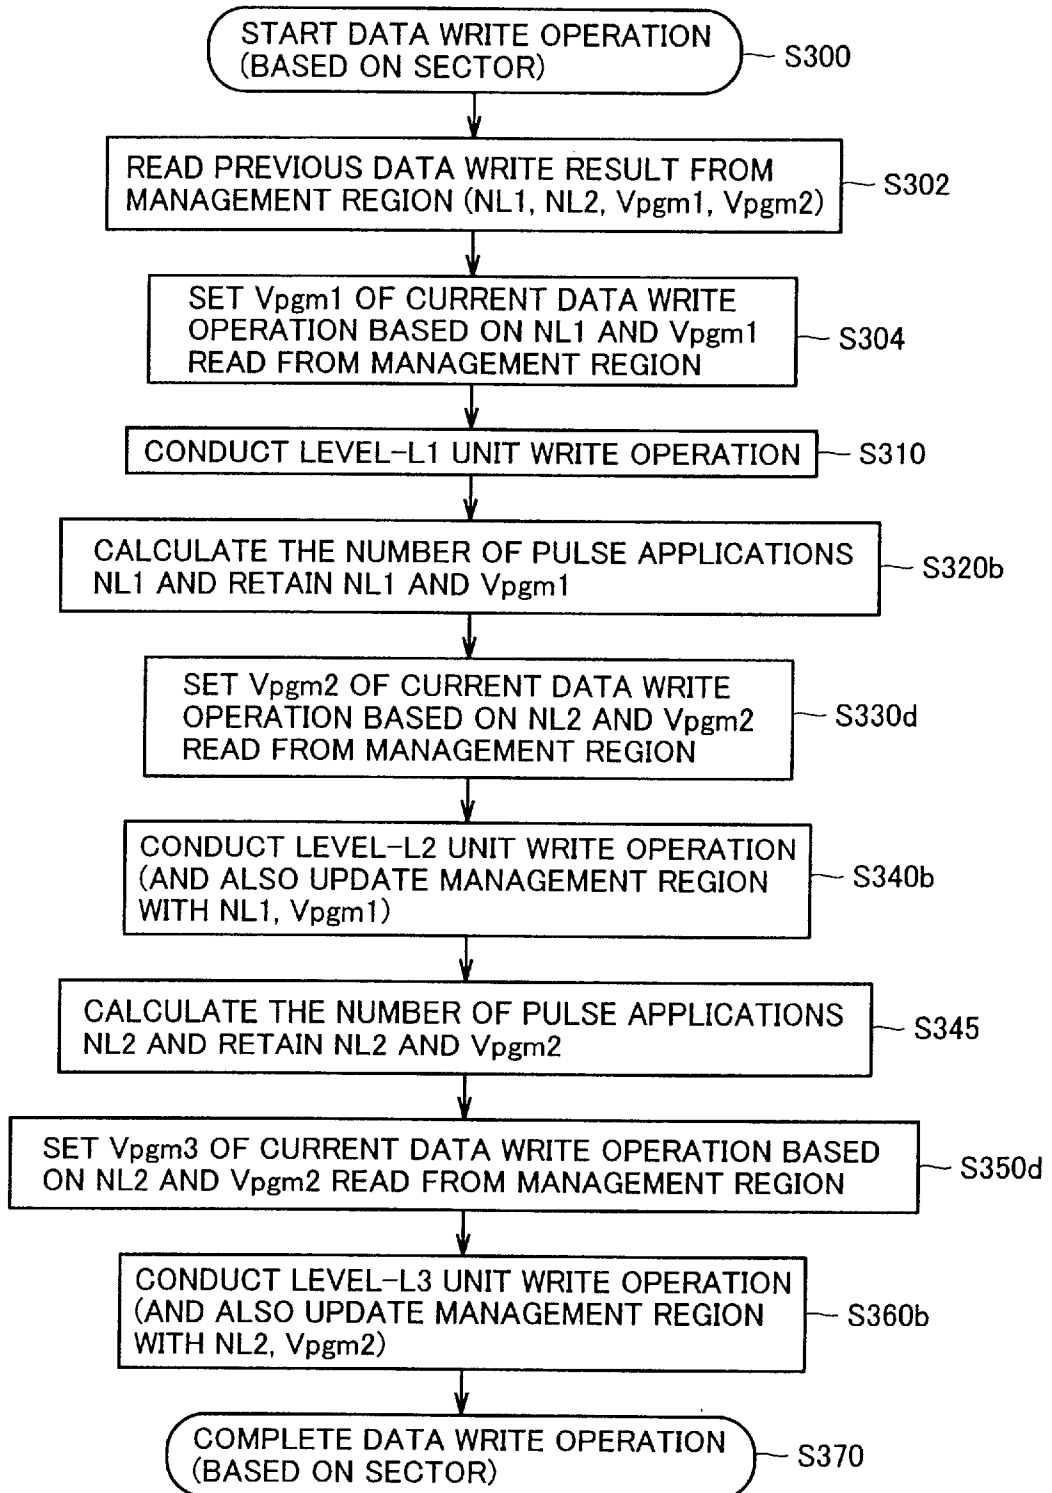 START DATA WRITE OPERATION
(BASED ON SECTOR)
S300
READ PREVIOUS DATA WRITE RESULT FROM
MANAGEMENT REGION (NL1, NL2, Vpgm1, Vpgm2)
S302
SET Vpgm1 OF CURRENT DATA WRITE
OPERATION BASED ON NL1 AND Vpgm1
READ FROM MANAGEMENT REGION
S304
CONDUCT LEVEL-L1 UNIT WRITE OPERATION
S310
CALCULATE THE NUMBER OF PULSE APPLICATIONS
NL1 AND RETAIN NL1 AND Vpgm1
S320b
SET Vpgm2 OF CURRENT DATA WRITE
OPERATION BASED ON NL2 AND Vpgm2
READ FROM MANAGEMENT REGION
S330d
CONDUCT LEVEL-L2 UNIT WRITE OPERATION
(AND ALSO UPDATE MANAGEMENT REGION
WITH NL1, Vpgm1)
S340b
CALCULATE THE NUMBER OF PULSE APPLICATIONS
NL2 AND RETAIN NL2 AND Vpgm2
S345
SET Vpgm3 OF CURRENT DATA WRITE OPERATION BASED
ON NL2 AND Vpgm2 READ FROM MANAGEMENT REGION
S350d
CONDUCT LEVEL-L3 UNIT WRITE OPERATION
(AND ALSO UPDATE MANAGEMENT REGION
WITH NL2, Vpgm2)
S360b
COMPLETE DATA WRITE OPERATION
(BASED ON SECTOR)
S370